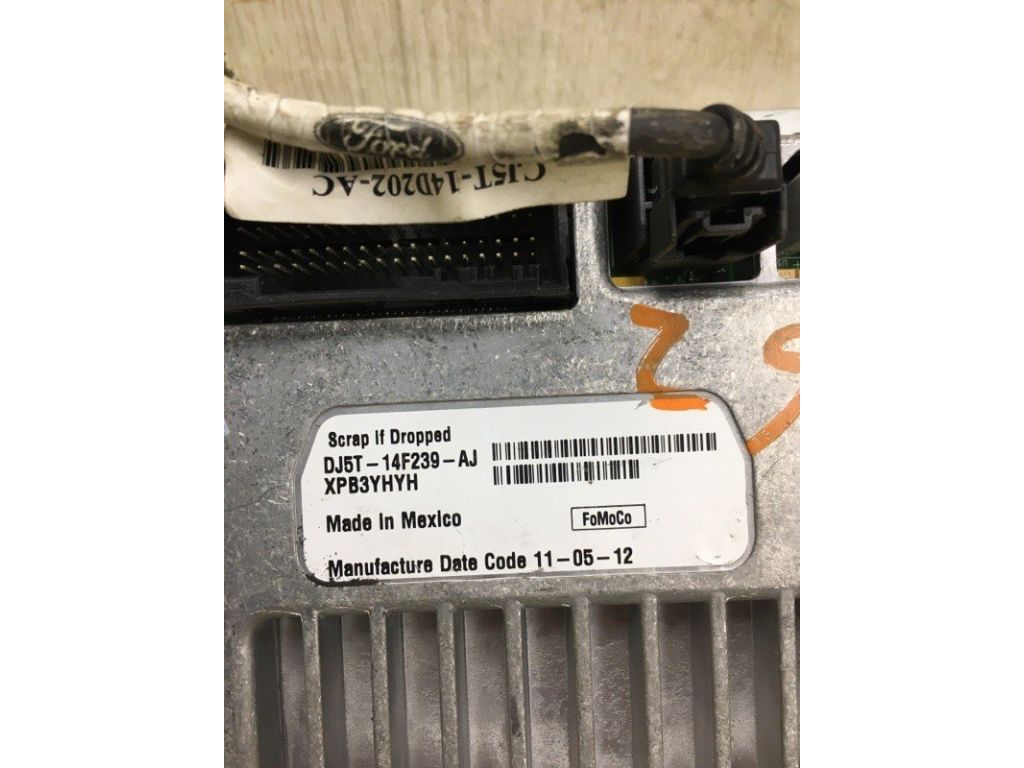 Ford
CJ5T-14D202-AC
Scrap If Dropped
DJ5T-14F239-AJ
XPB3YHYH
Made In Mexico
FoMoCo
Manufacture Date Code 11-05-12